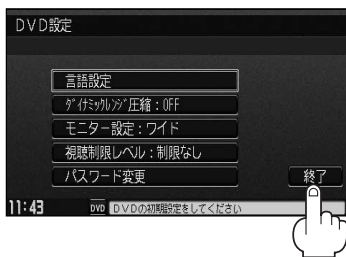 DVD設定
言語設定
ダイナミックレンジ圧縮：OFF
モニター設定：ワイド
視聴制限レベル：制限なし
パスワード変更
終了
11:43 DVD DVDの初期設定をしてください